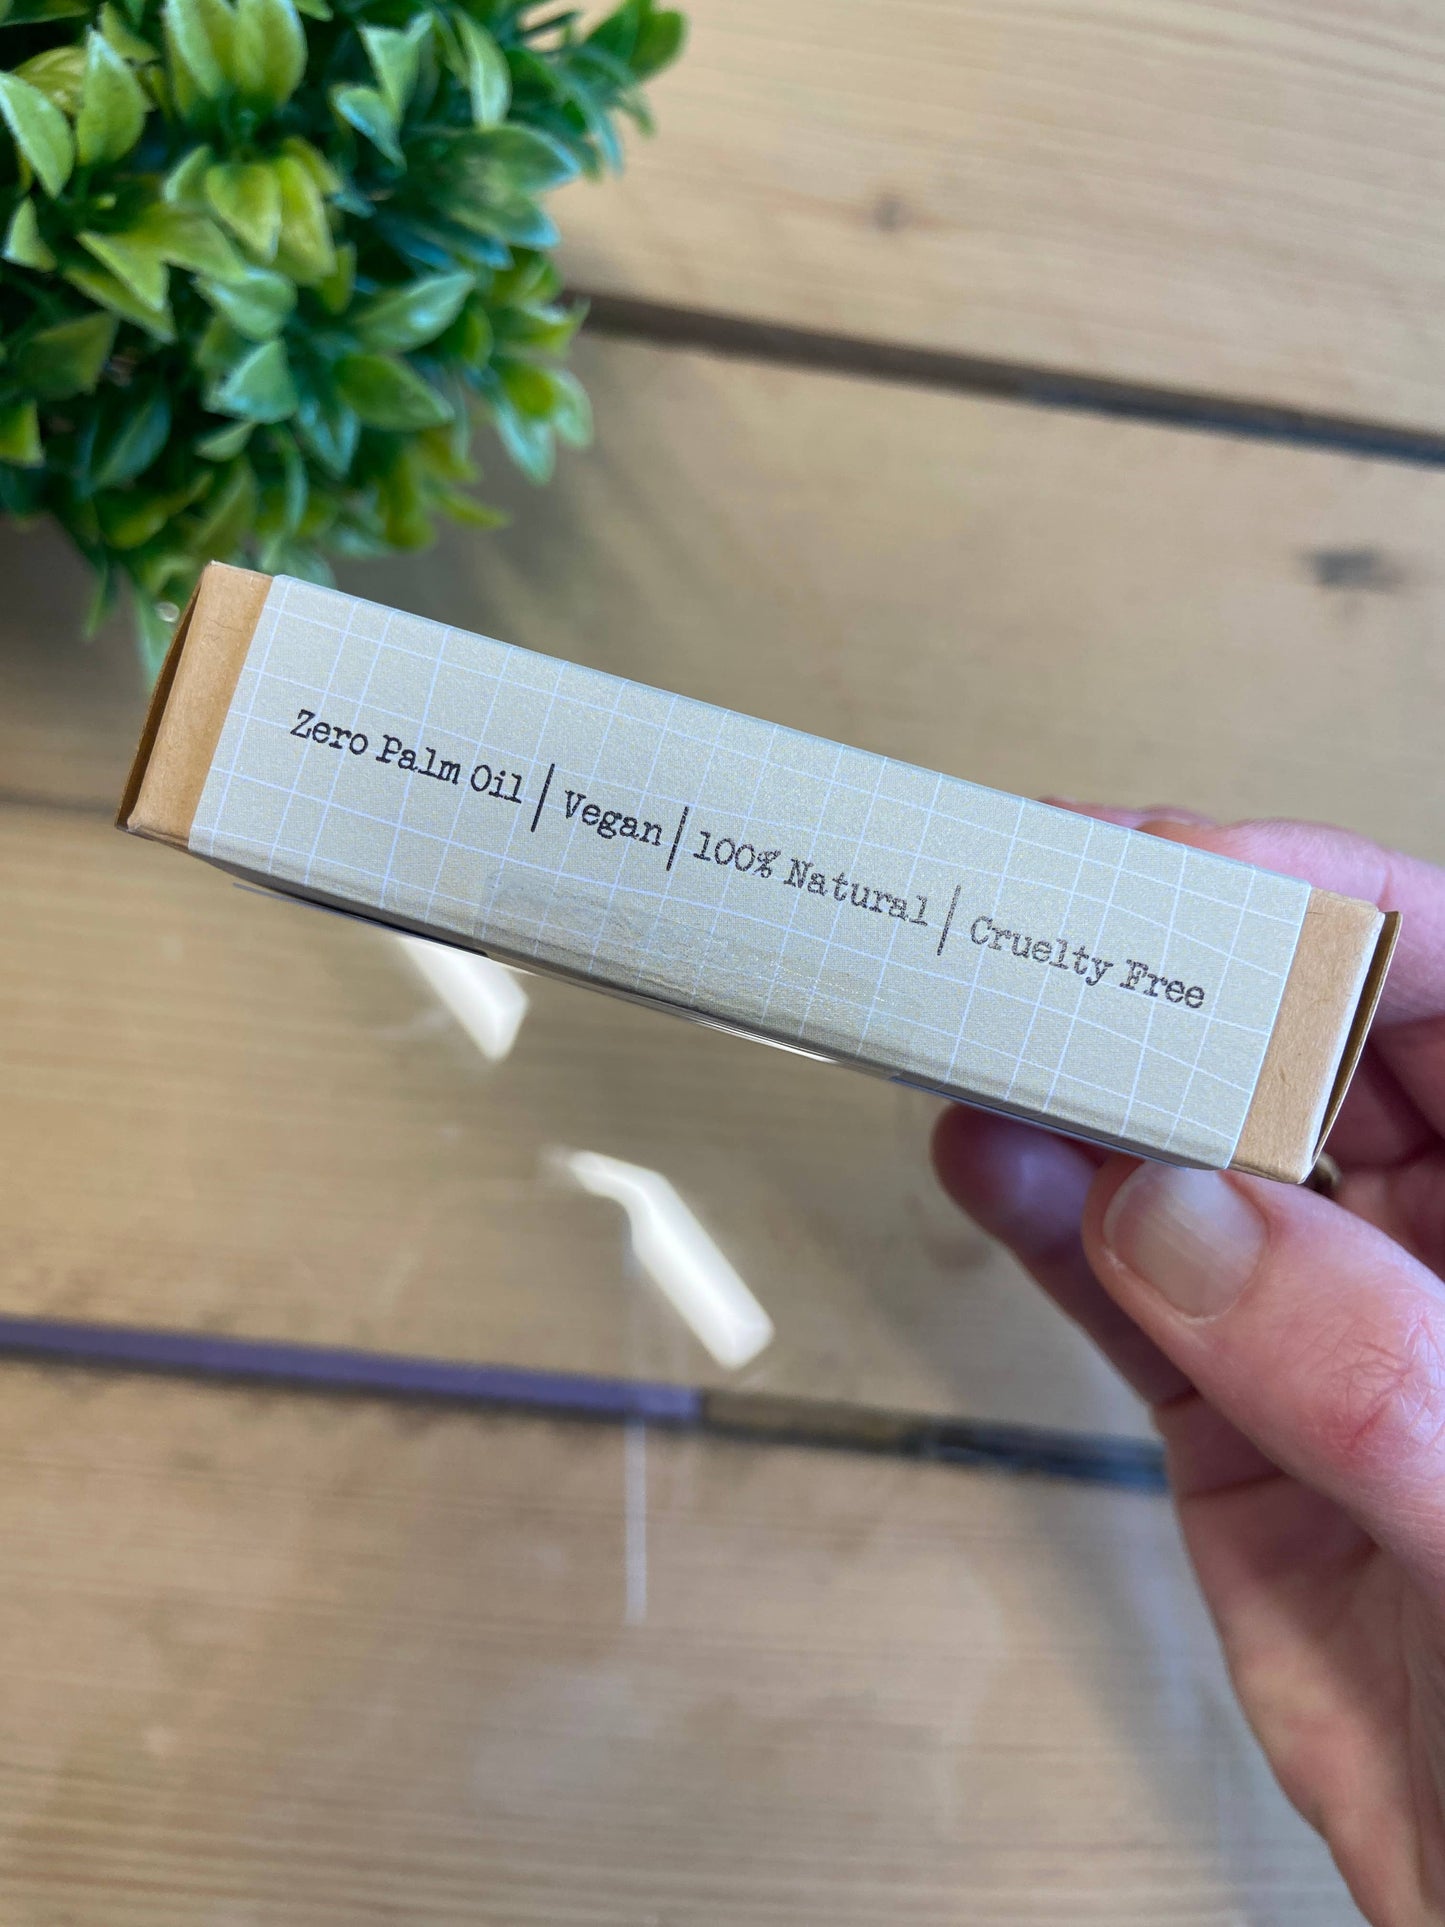 Zero Palm Oil | Vegan | 100% Natural | Cruelty Free